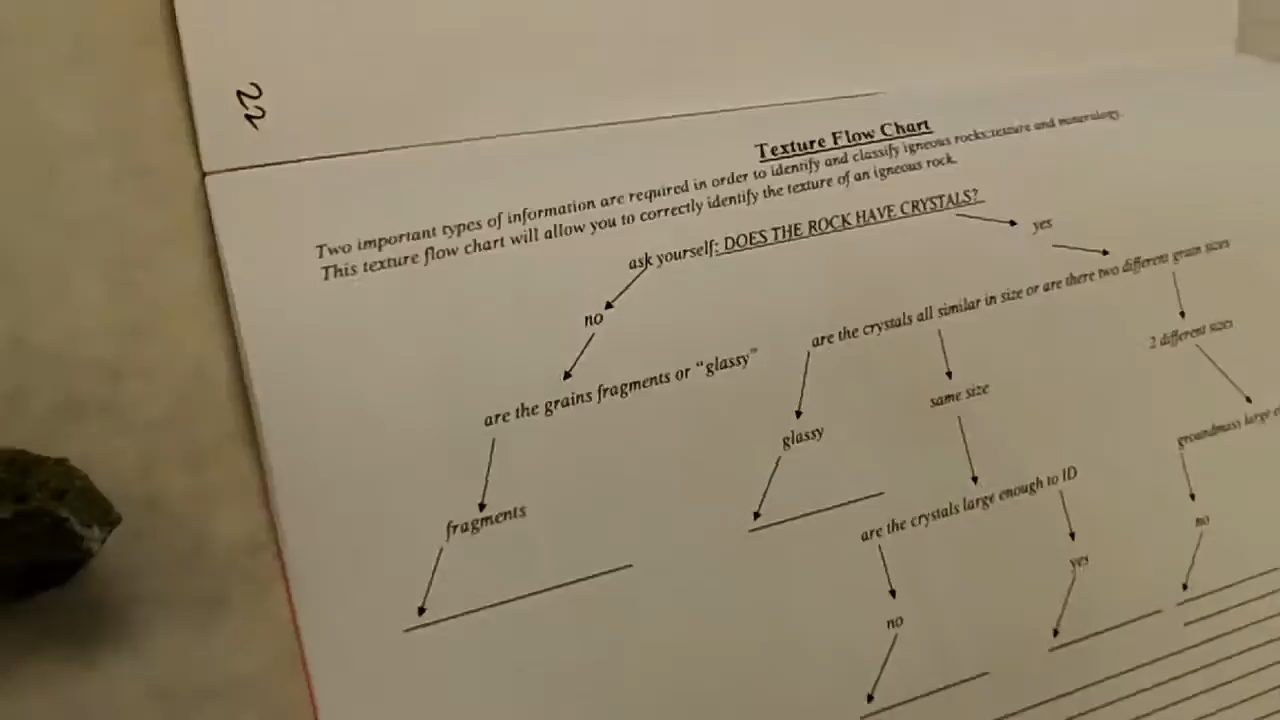 22
Texture Flow Chart
Two important types of information are required in order to identify and classify igneous rocks:texture and mineralogy.
This texture flow chart will allow you to correctly identify the texture of an igneous rock.
ask yourself: DOES THE ROCK HAVE CRYSTALS?
yes
no
are the crystals all similar in size or are there two different grain sizes
are the grains fragments or "glassy"
2 different sizes
same size
glassy
groundmass large
fragments
are the crystals large enough to ID
no
yes
no